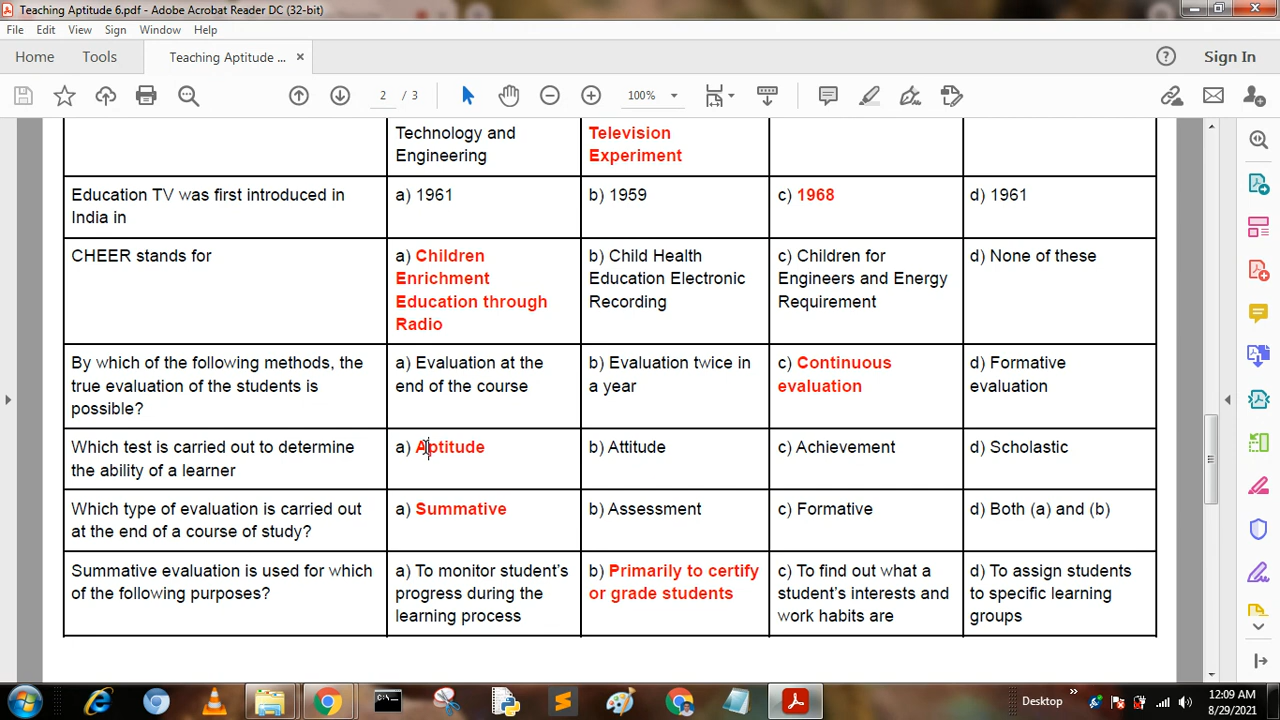 Teaching Aptitude 6.pdf - Adobe Acrobat Reader DC (32-bit)
File Edit View Sign Window Help
Home Tools Teaching Aptitude ... × Sign In
2 / 3 100%
Technology and
Engineering
Television
Experiment
Education TV was first introduced in
India in
a) 1961
b) 1959
c) 1968
d) 1961
CHEER stands for
a) Children
Enrichment
Education through
Radio
b) Child Health
Education Electronic
Recording
c) Children for
Engineers and Energy
Requirement
d) None of these
By which of the following methods, the
true evaluation of the students is
possible?
a) Evaluation at the
end of the course
b) Evaluation twice in
a year
c) Continuous
evaluation
d) Formative
evaluation
Which test is carried out to determine
the ability of a learner
a) Aptitude
b) Attitude
c) Achievement
d) Scholastic
Which type of evaluation is carried out
at the end of a course of study?
a) Summative
b) Assessment
c) Formative
d) Both (a) and (b)
Summative evaluation is used for which
of the following purposes?
a) To monitor student's
progress during the
learning process
b) Primarily to certify
or grade students
c) To find out what a
student's interests and
work habits are
d) To assign students
to specific learning
groups
Desktop
12:09 AM
8/29/2021